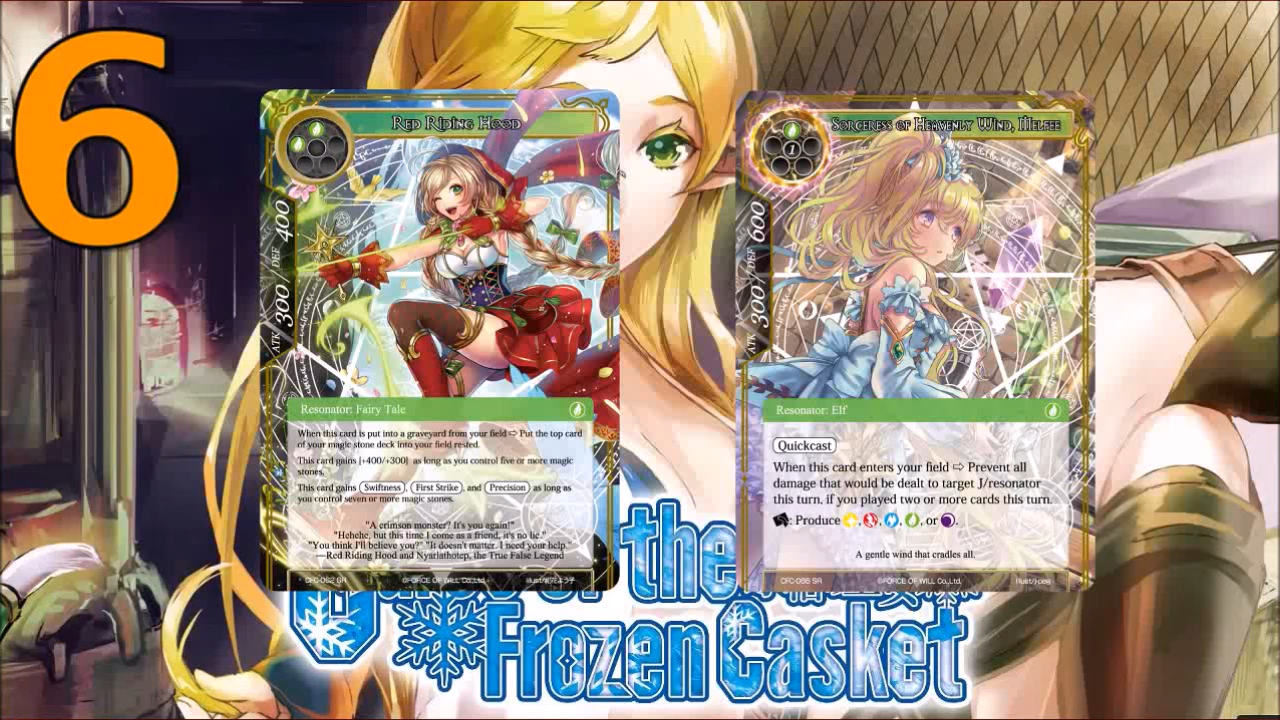 6
Red Riding Hood
DEF 400
ATK 300
Resonator: Fairy Tale
When this card is put into a graveyard from your field ⇨ Put the top card
of your magic stone deck into your field rested.
This card gains [+400/+300] as long as you control five or more magic
stones.
This card gains Swiftness, First Strike, and Precision as long as
you control seven or more magic stones.
"A crimson monster? It's you again!"
"Hehehe, but this time I come as a friend, it's no lie."
"You think I'll believe you?" "It doesn't matter. I need your help."
—Red Riding Hood and Nyarlathotep, the True False Legend
CFC-062 SR
©FORCE OF WILL Co.,Ltd.
1
Sorceress of Heavenly Wind, Melfee
DEF 600
ATK 300
Resonator: Elf
Quickcast
When this card enters your field ⇨ Prevent all
damage that would be dealt to target J/resonator
this turn, if you played two or more cards this turn.
: Produce , , , , or .
A gentle wind that cradles all.
©FORCE OF WILL Co.,Ltd.
of the
Frozen Casket